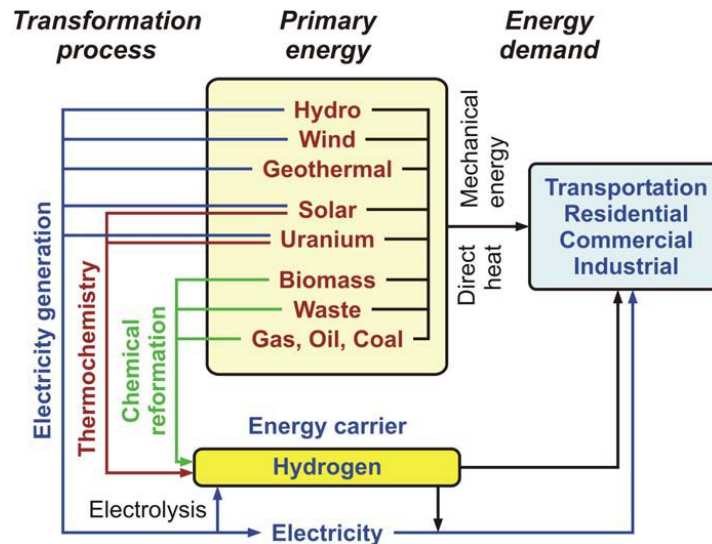 Transformation
process
Primary
energy
Energy
demand
Hydro
Wind
Geothermal
Solar
Uranium
Biomass
Waste
Gas, Oil, Coal
Mechanical
energy
Direct
heat
Transportation
Residential
Commercial
Industrial
Electricity generation
Thermochemistry
Chemical
reformation
Energy carrier
Hydrogen
Electrolysis
Electricity